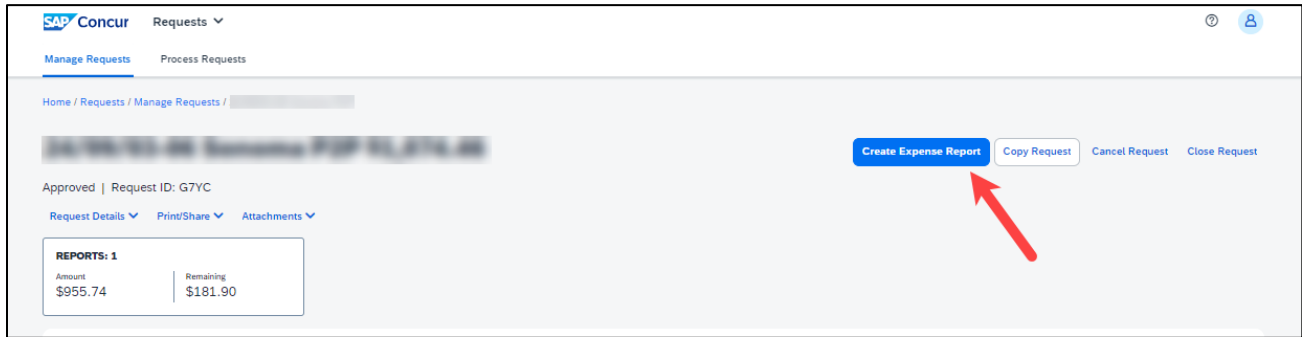 SAP Concur Requests
Manage Requests Process Requests
Home / Requests / Manage Requests /
Create Expense Report Copy Request Cancel Request Close Request
Approved | Request ID: G7YC
Request Details Print/Share Attachments
REPORTS: 1
Amount Remaining
$955.74 $181.90